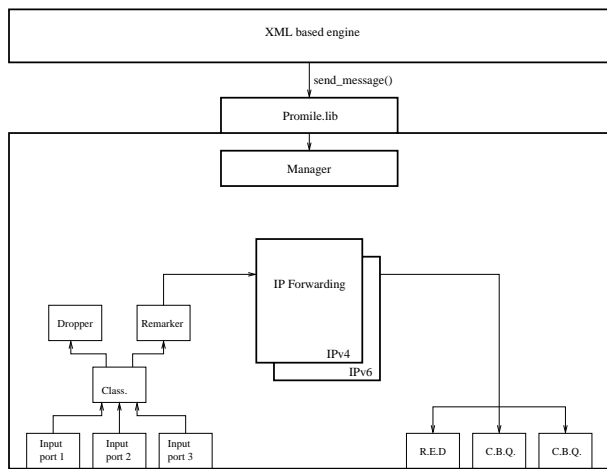 XML based engine
send_message()
Promile.lib
Manager
IP Forwarding
IPv4
IPv6
Dropper
Remarker
Class.
Input
port 1
Input
port 2
Input
port 3
R.E.D
C.B.Q.
C.B.Q.